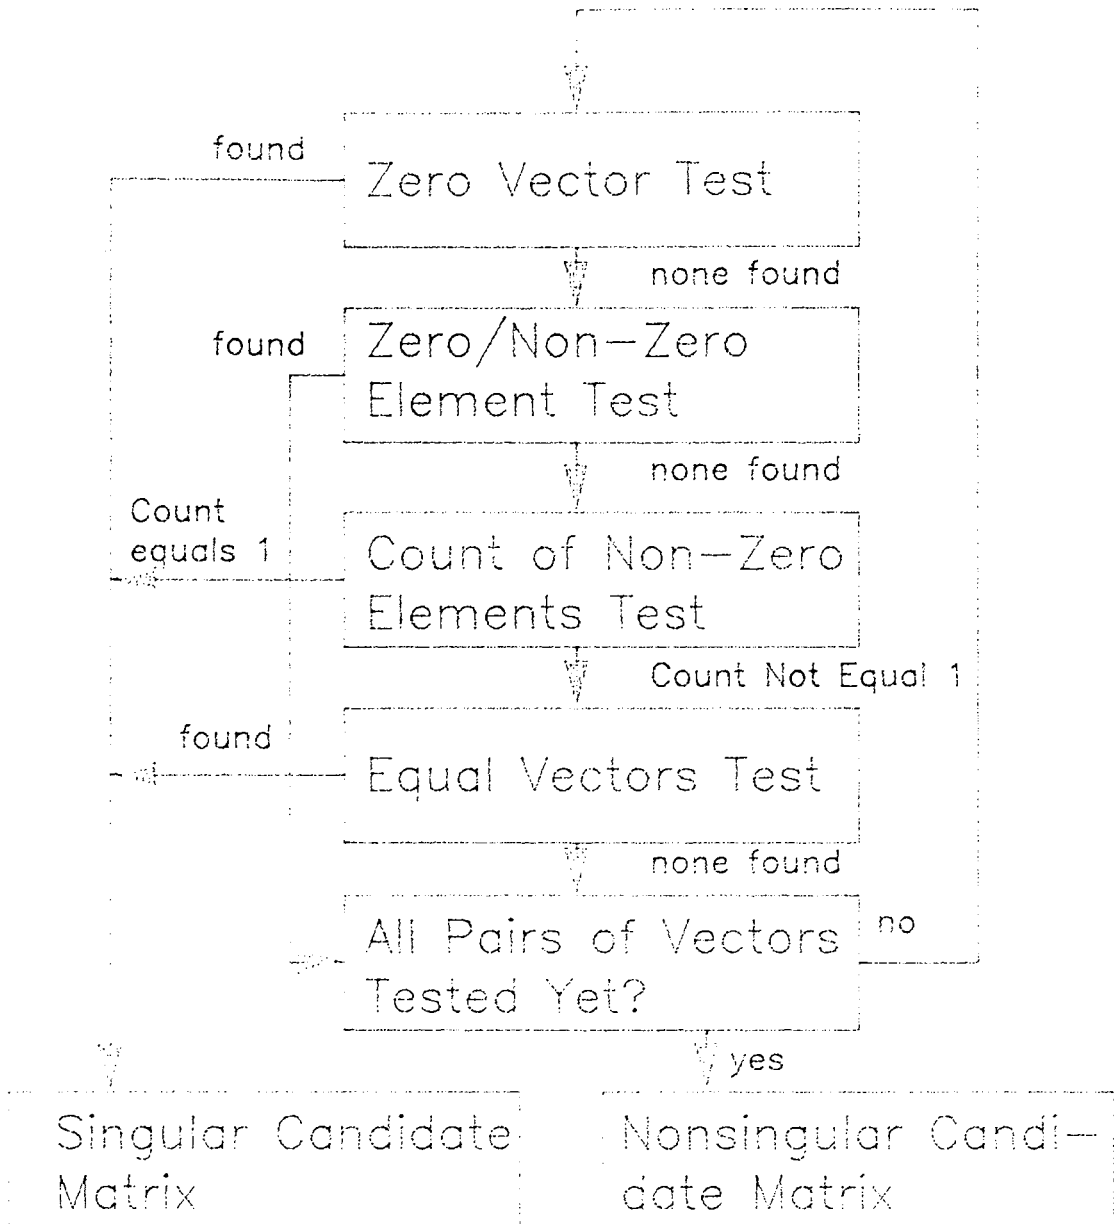 found
Zero Vector Test
none found
found
Zero/Non-Zero
Element Test
none found
Count
equals 1
Count of Non-Zero
Elements Test
Count Not Equal 1
found
Equal Vectors Test
none found
All Pairs of Vectors
Tested Yet?
no
yes
Singular Candidate
Matrix
Nonsingular Candi-
date Matrix